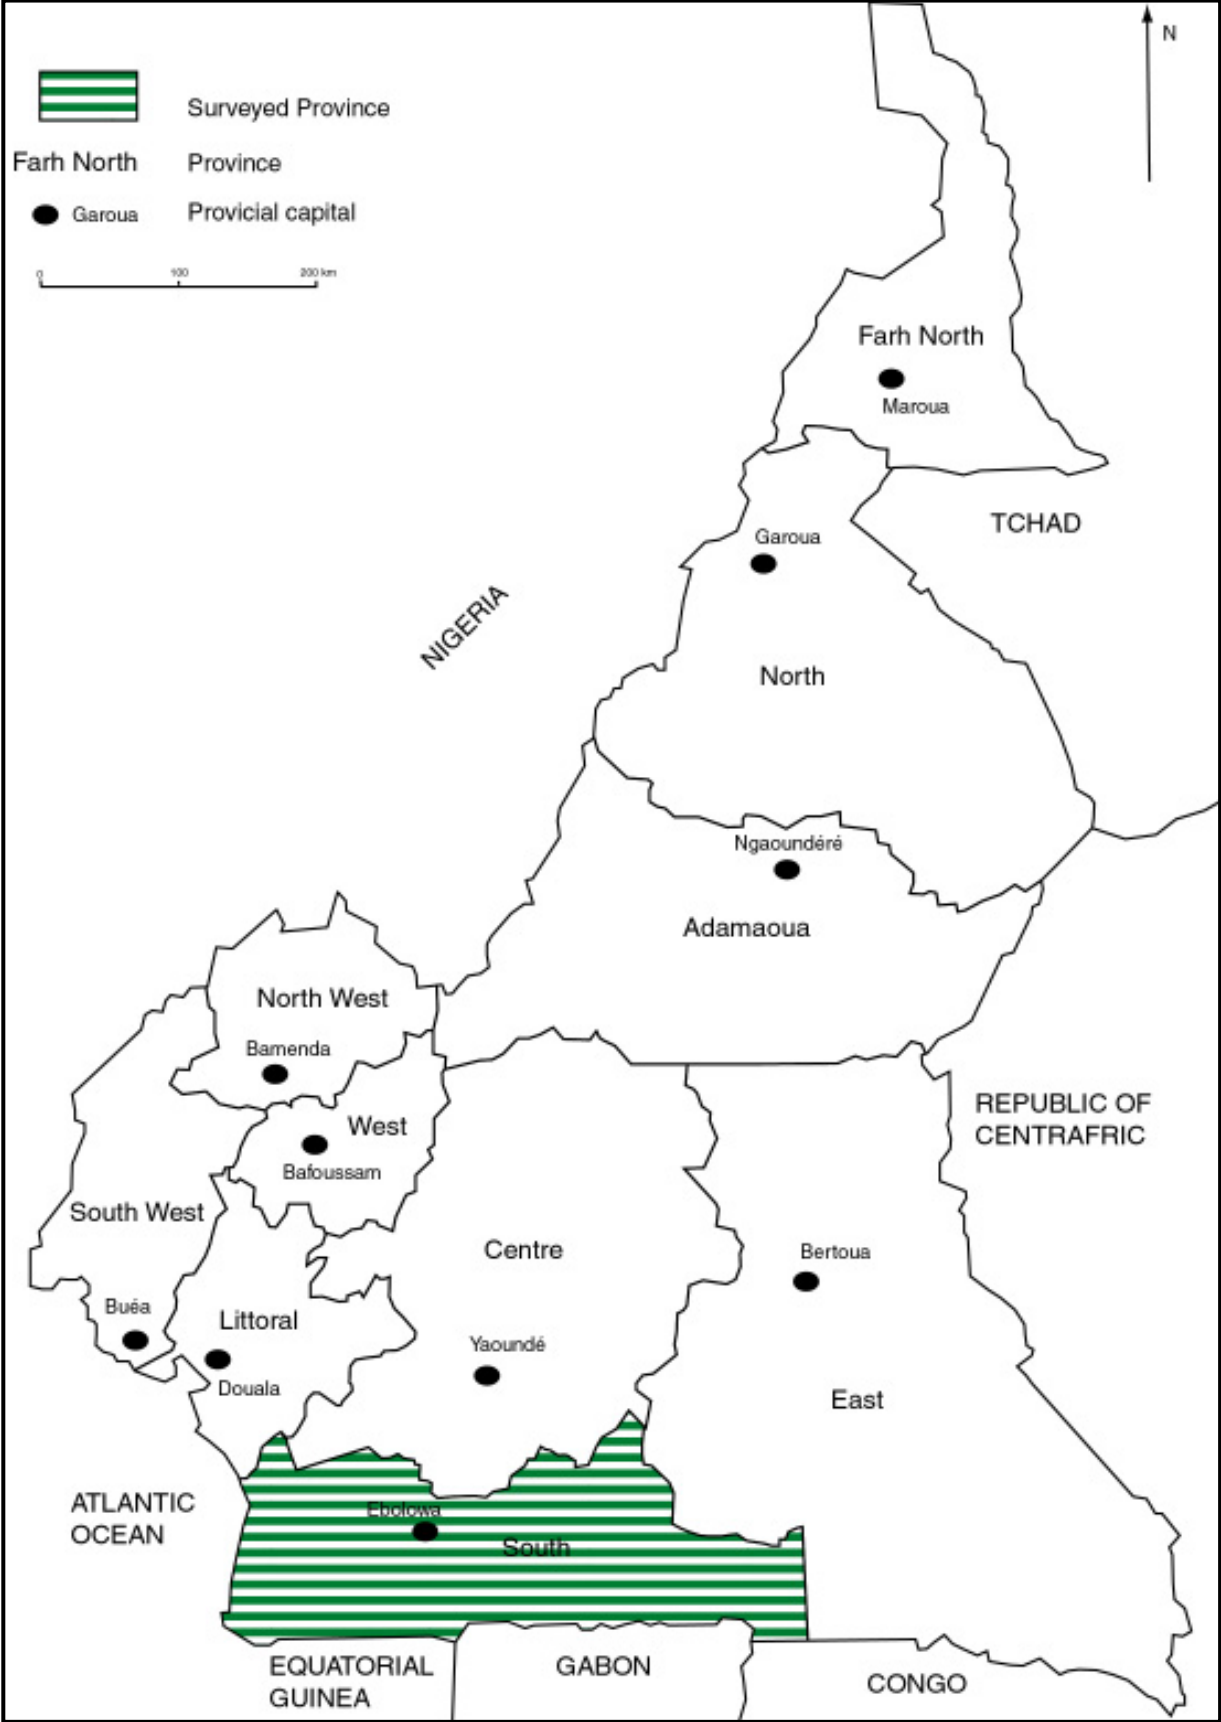 N
Surveyed Province
Farh North Province
Garoua Provicial capital
0 100 200 km
Farh North
Maroua
TCHAD
Garoua
NIGERIA
North
Ngaoundéré
Adamaoua
North West
Bamenda
REPUBLIC OF
CENTRAFRIC
West
Bafoussam
South West
Centre
Bertoua
Buéa
Littoral
Yaoundé
Douala
East
ATLANTIC
OCEAN
Ebolowa
South
EQUATORIAL
GUINEA
GABON
CONGO